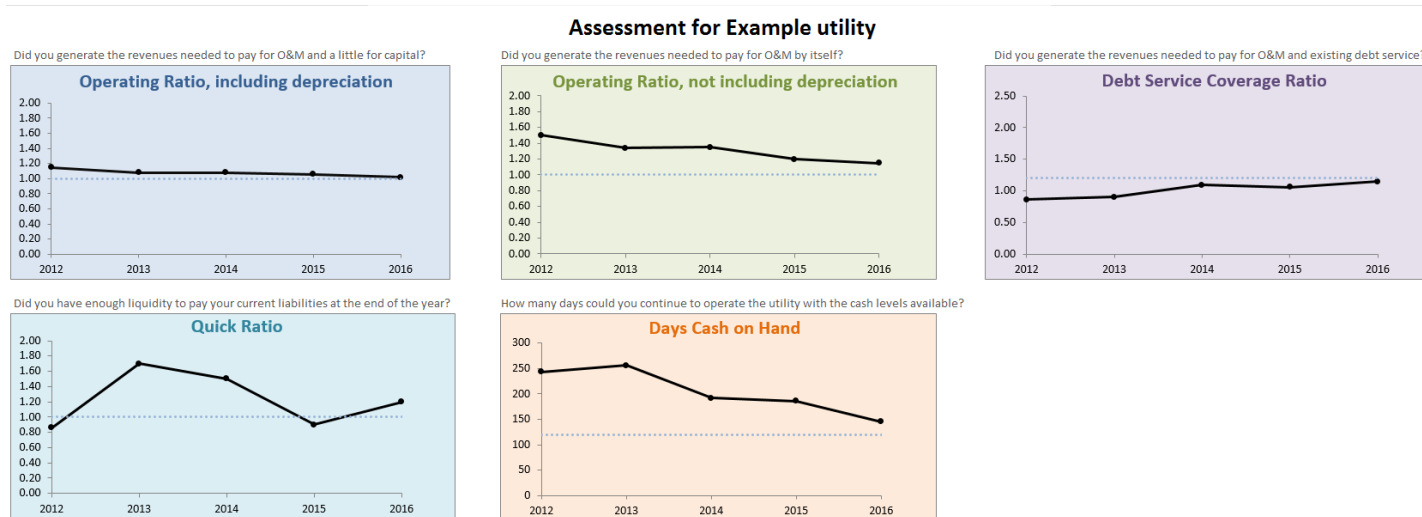 Assessment for Example utility
Did you generate the revenues needed to pay for O&M and a little for capital?
Operating Ratio, including depreciation
2.00
1.80
1.60
1.40
1.20
1.00
0.80
0.60
0.40
0.20
0.00
2012 2013 2014 2015 2016
Did you generate the revenues needed to pay for O&M by itself?
Operating Ratio, not including depreciation
2.00
1.80
1.60
1.40
1.20
1.00
0.80
0.60
0.40
0.20
0.00
2012 2013 2014 2015 2016
Did you generate the revenues needed to pay for O&M and existing debt service?
Debt Service Coverage Ratio
2.50
2.00
1.50
1.00
0.50
0.00
2012 2013 2014 2015 2016
Did you have enough liquidity to pay your current liabilities at the end of the year?
Quick Ratio
2.00
1.80
1.60
1.40
1.20
1.00
0.80
0.60
0.40
0.20
0.00
2012 2013 2014 2015 2016
How many days could you continue to operate the utility with the cash levels available?
Days Cash on Hand
300
250
200
150
100
50
0
2012 2013 2014 2015 2016